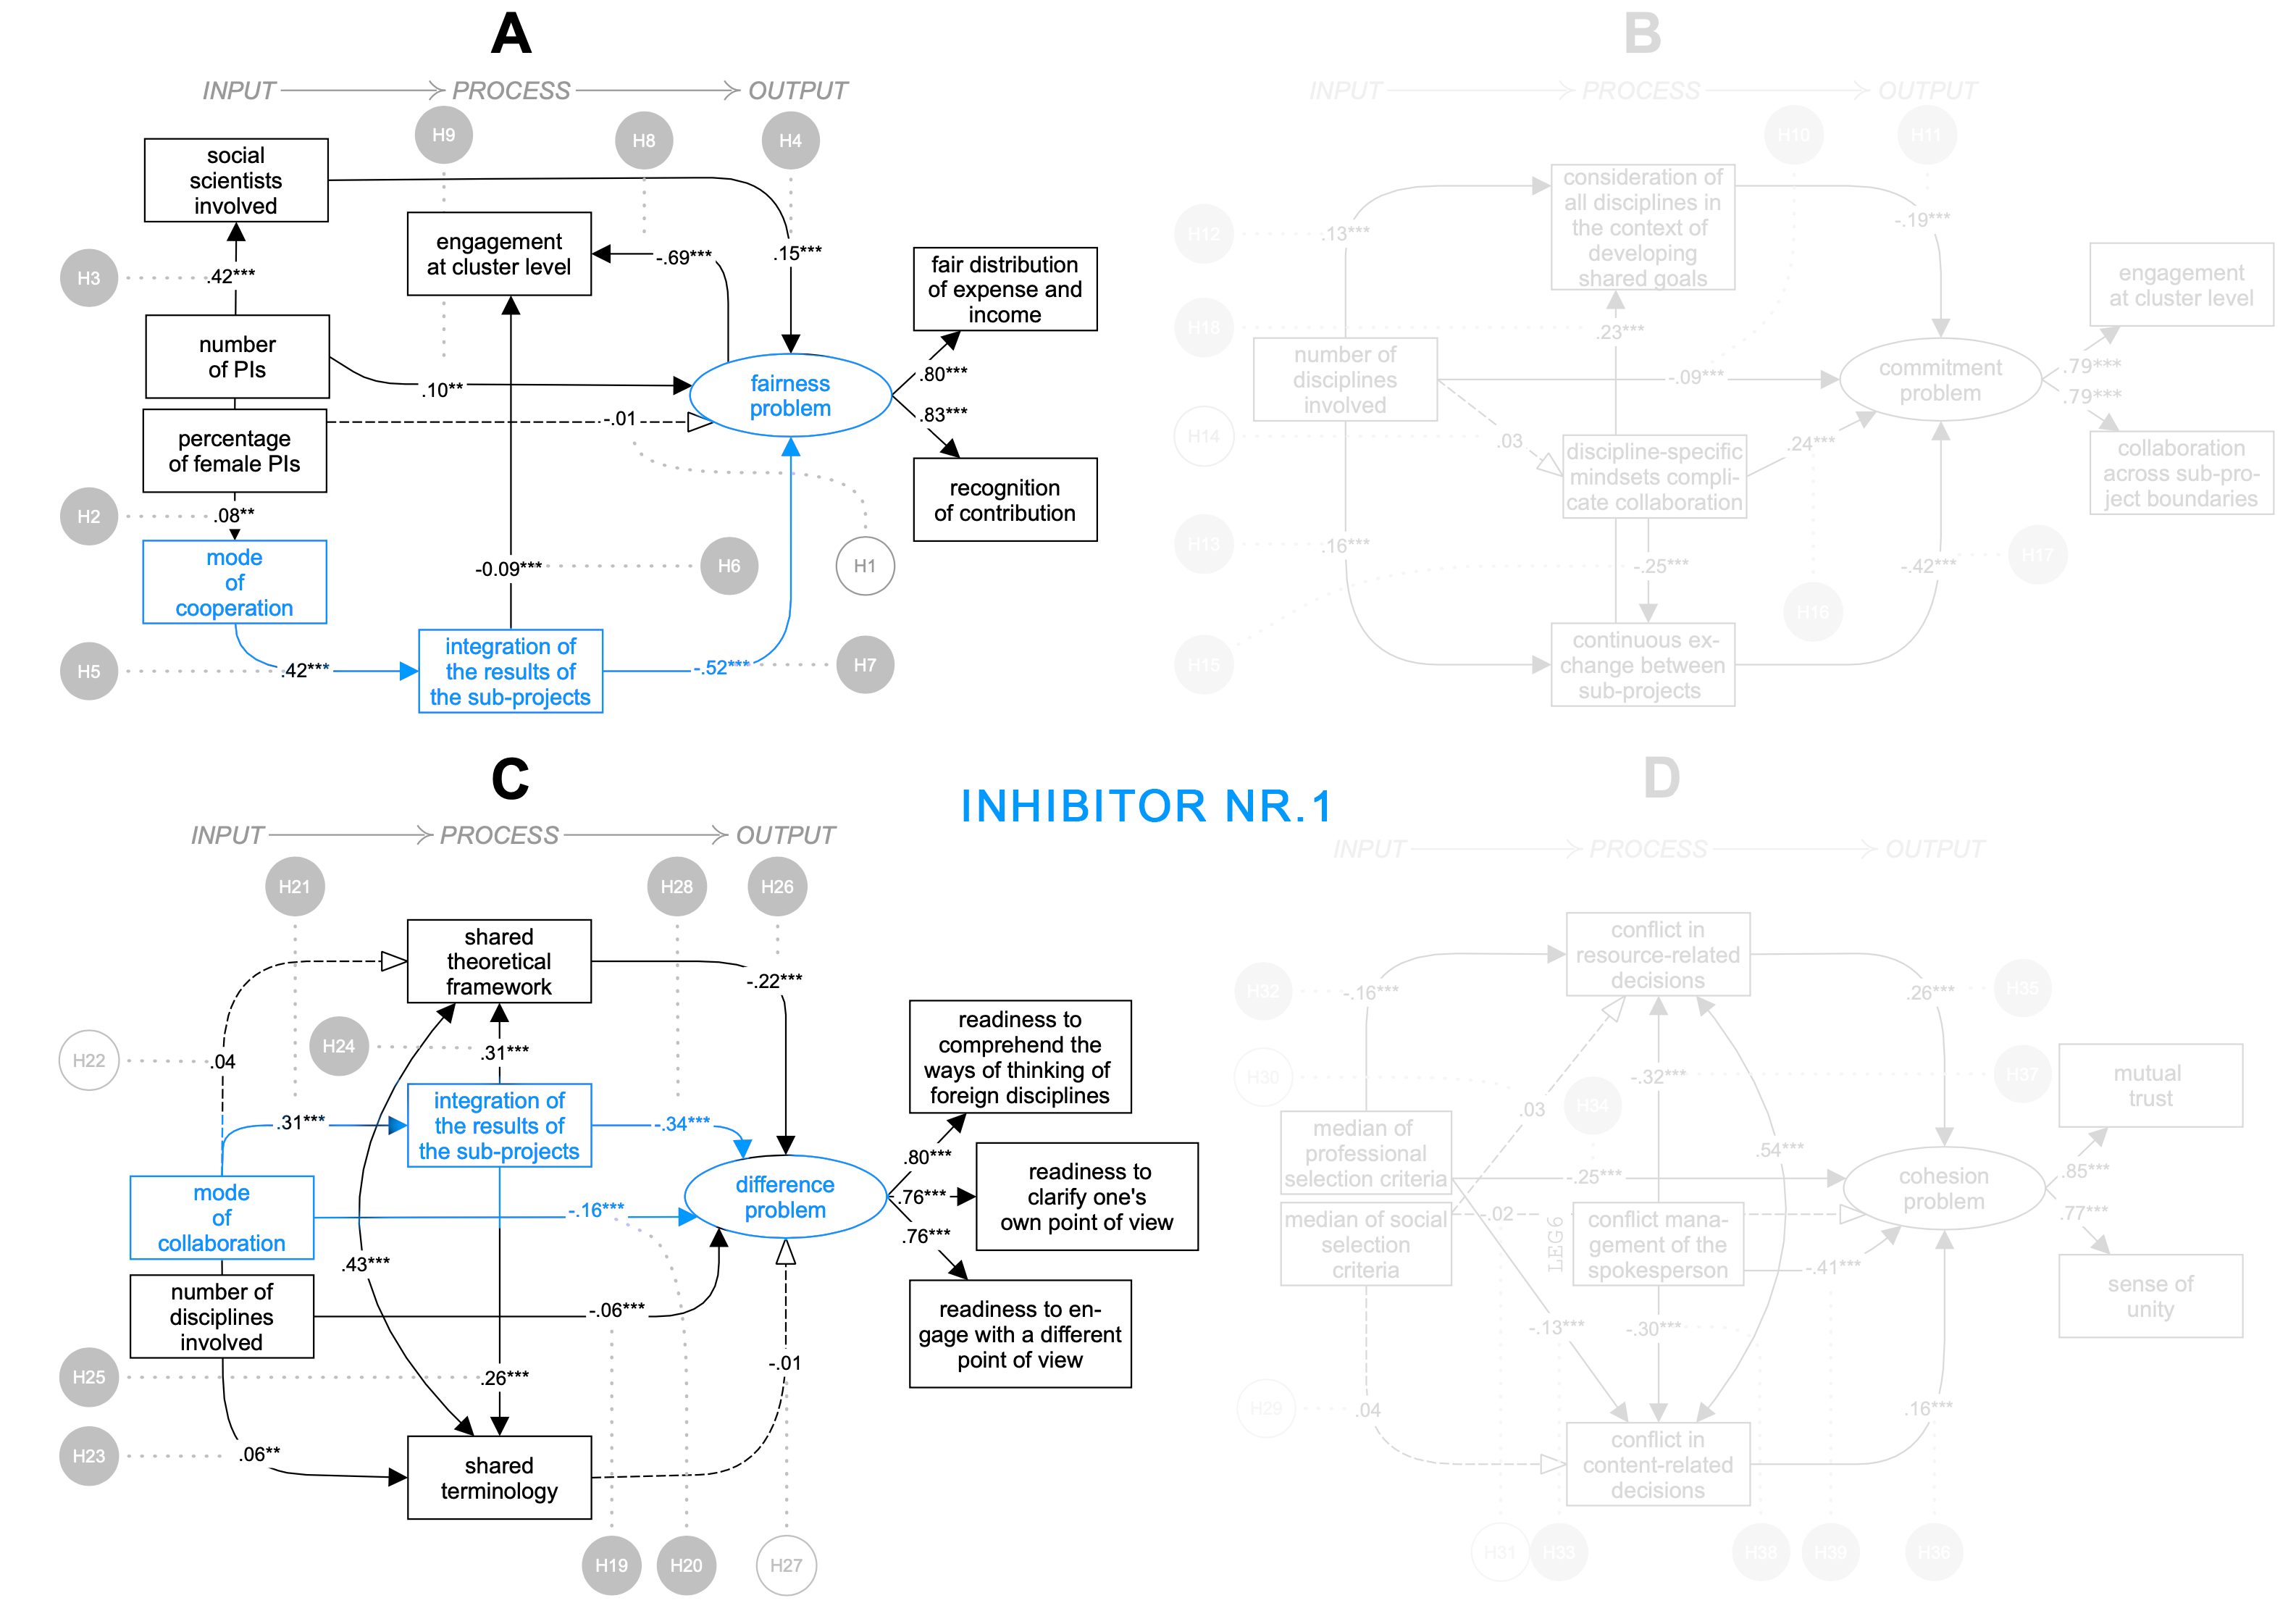 A
INPUT
PROCESS
OUTPUT
H9
H8
H4
social
scientists
involved
engagement
at cluster level
-.69***
.15***
H3
.42***
fair distribution
of expense and
income
number
of PIs
.10**
fairness
problem
.80***
.83***
percentage
of female PIs
-.01
recognition
of contribution
H2
.08**
mode
of
cooperation
-0.09***
H6
H1
H5
.42***
integration of
the results of
the sub-projects
-.52***
H7
B
INPUT
PROCESS
OUTPUT
H10
H11
consideration of
all disciplines in
the context of
developing
shared goals
H12
.13***
-.19***
engagement
at cluster level
H18
.23***
number of
disciplines
involved
-.09***
commitment
problem
.79***
.79***
H14
.03
discipline-specific
mindsets compli-
cate collaboration
.24***
collaboration
across sub-pro-
ject boundaries
H13
.16***
-.25***
-.42***
H17
H16
H15
continuous ex-
change between
sub-projects
INHIBITOR NR.1
C
INPUT
PROCESS
OUTPUT
H21
H28
H26
shared
theoretical
framework
-.22***
H22
.04
H24
.31***
readiness to
comprehend the
ways of thinking of
foreign disciplines
.31***
integration of
the results of
the sub-projects
-.34***
mode
of
collaboration
-.16***
difference
problem
.80***
.76***
.76***
readiness to
clarify one's
own point of view
.43***
number of
disciplines
involved
-.06***
readiness to en-
gage with a different
point of view
H25
.26***
-.01
H23
.06**
shared
terminology
H19
H20
H27
D
INPUT
PROCESS
OUTPUT
conflict in
resource-related
decisions
H32
-.16***
.26***
H35
H30
.03
H34
-.32***
H37
mutual
trust
median of
professional
selection criteria
.54***
-.25***
cohesion
problem
.85***
.77***
median of social
selection
criteria
-.02
LEG6
conflict mana-
gement of the
spokesperson
-.41***
sense of
unity
-.13***
-.30***
H29
.04
conflict in
content-related
decisions
.16***
H31
H33
H38
H39
H36